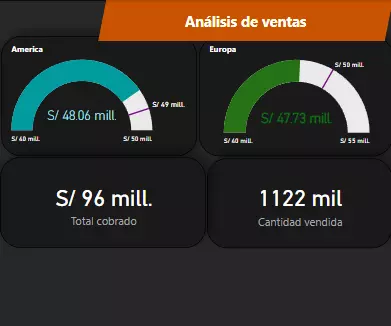 Análisis de ventas
America
S/ 48.06 mill.
S/ 49 mill.
S/ 40 mill.
S/ 50 mill.
Europa
S/ 50 mill.
S/ 47.73 mill.
S/ 40 mill.
S/ 55 mill.
S/ 96 mill.
Total cobrado
1122 mil
Cantidad vendida